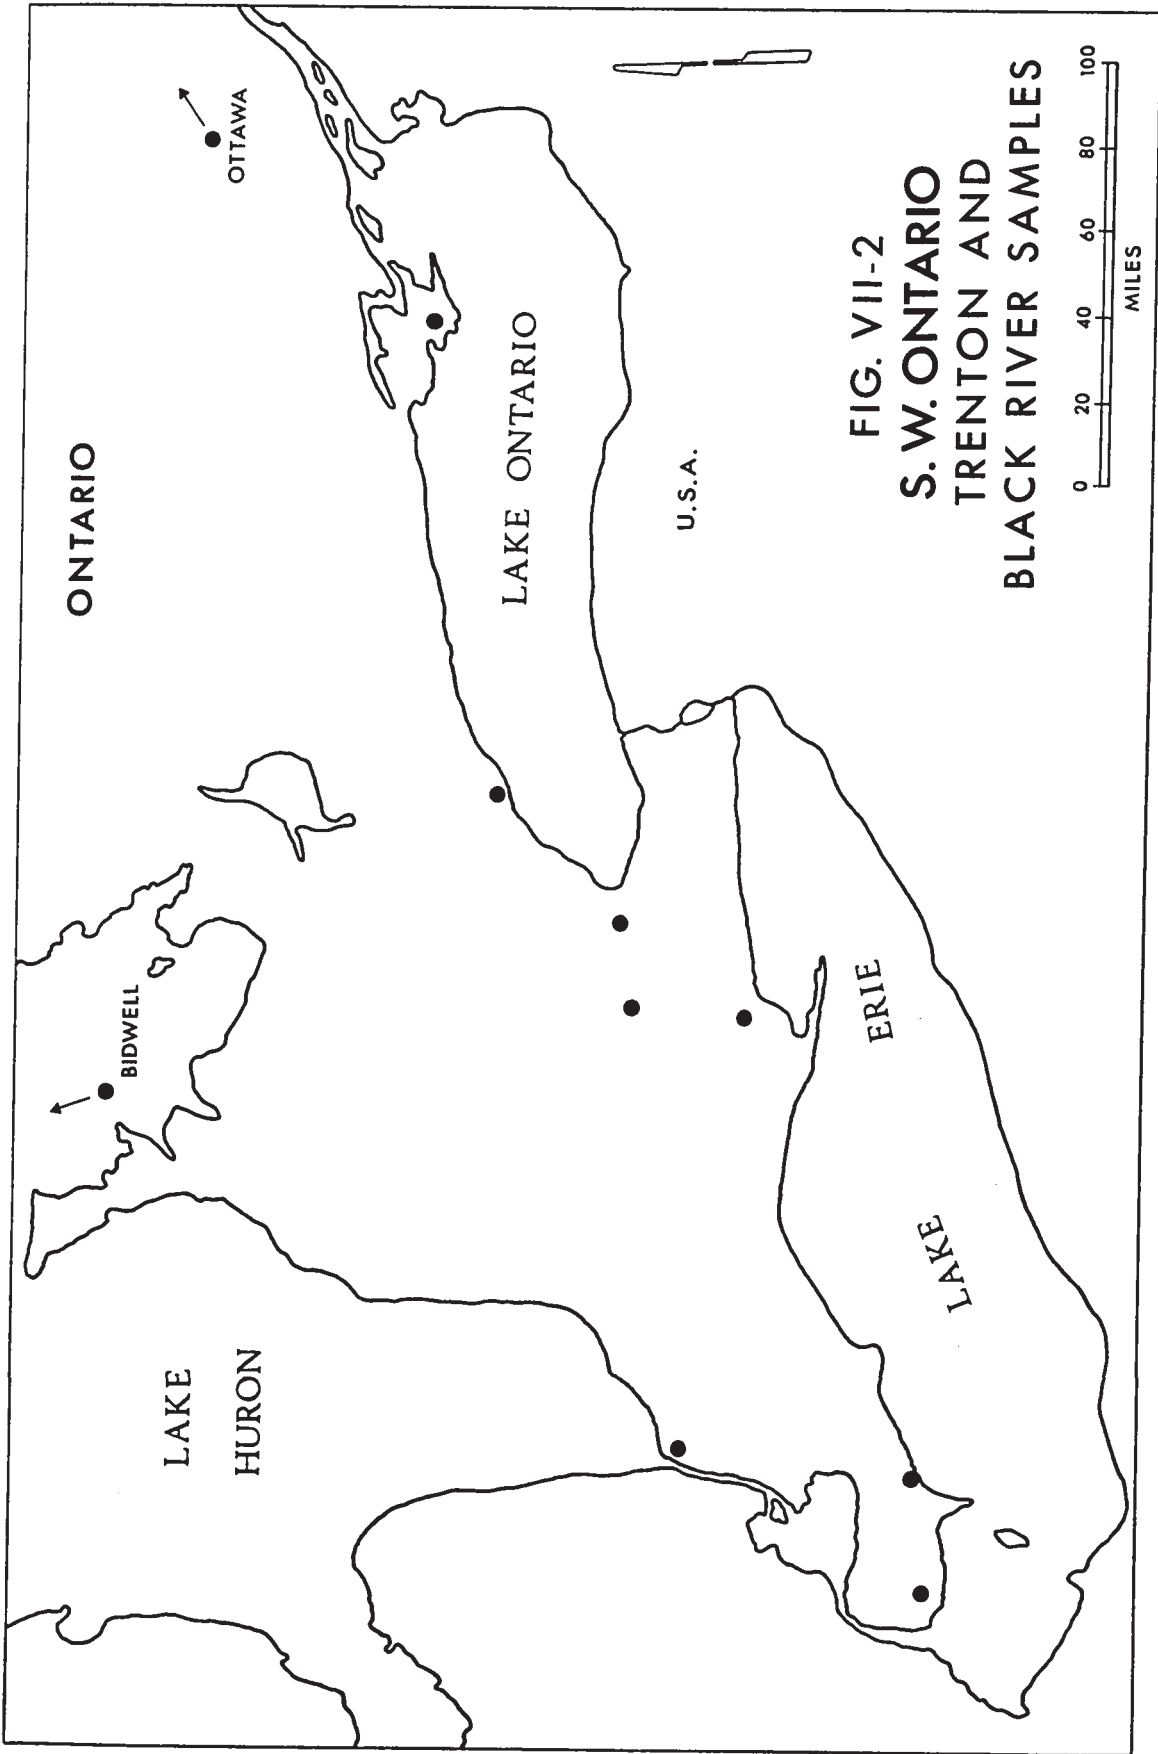 ONTARIO
OTTAWA
BIDWELL
LAKE
HURON
LAKE ONTARIO
U.S.A.
LAKE
ERIE
FIG. VII-2
S.W. ONTARIO
TRENTON AND
BLACK RIVER SAMPLES
0 20 40 60 80 100
MILES